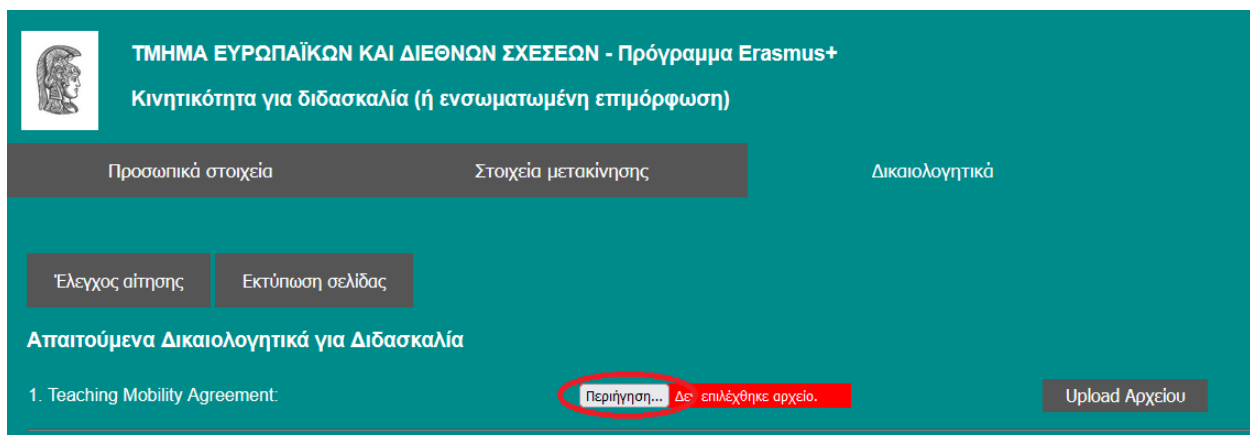 ΤΜΗΜΑ ΕΥΡΩΠΑΪΚΩΝ ΚΑΙ ΔΙΕΘΝΩΝ ΣΧΕΣΕΩΝ - Πρόγραμμα Erasmus+
Κινητικότητα για διδασκαλία (ή ενσωματωμένη επιμόρφωση)
Προσωπικά στοιχεία Στοιχεία μετακίνησης Δικαιολογητικά
Έλεγχος αίτησης Εκτύπωση σελίδας
Απαιτούμενα Δικαιολογητικά για Διδασκαλία
1. Teaching Mobility Agreement: Περιήγηση... Δεν επιλέχθηκε αρχείο. Upload Αρχείου